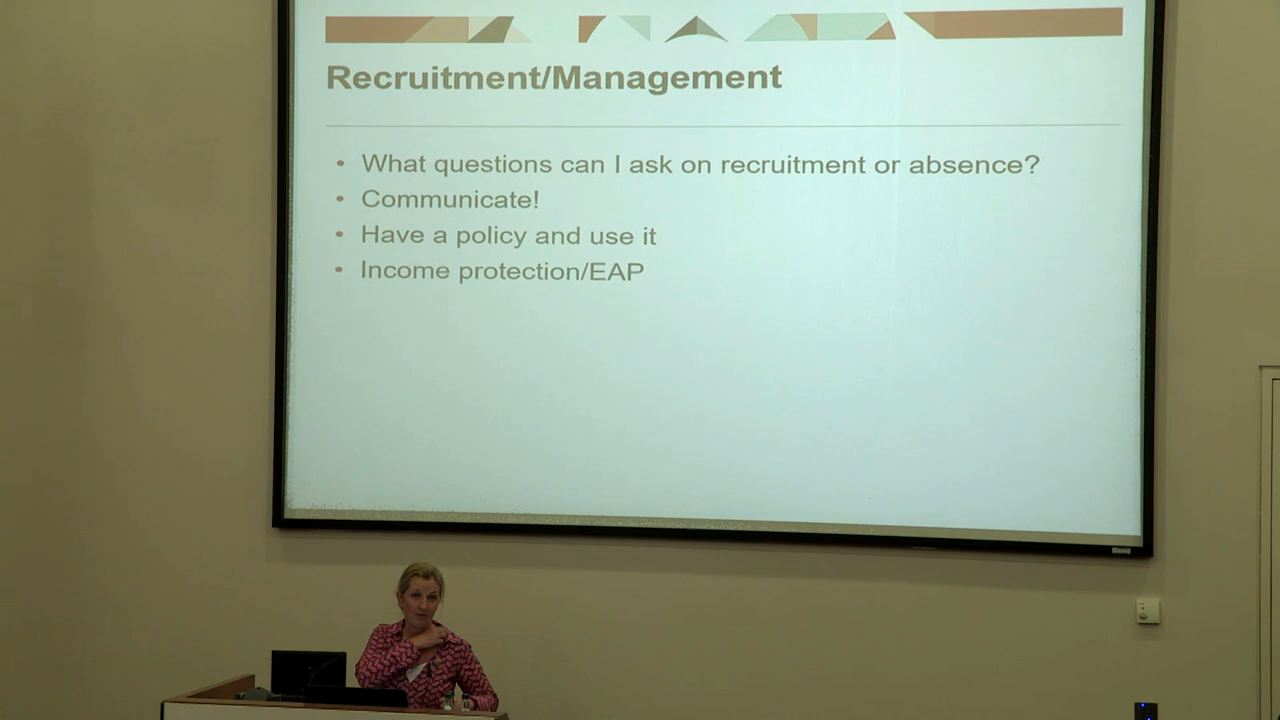 Recruitment/Management
• What questions can I ask on recruitment or absence?
• Communicate!
• Have a policy and use it
• Income protection/EAP